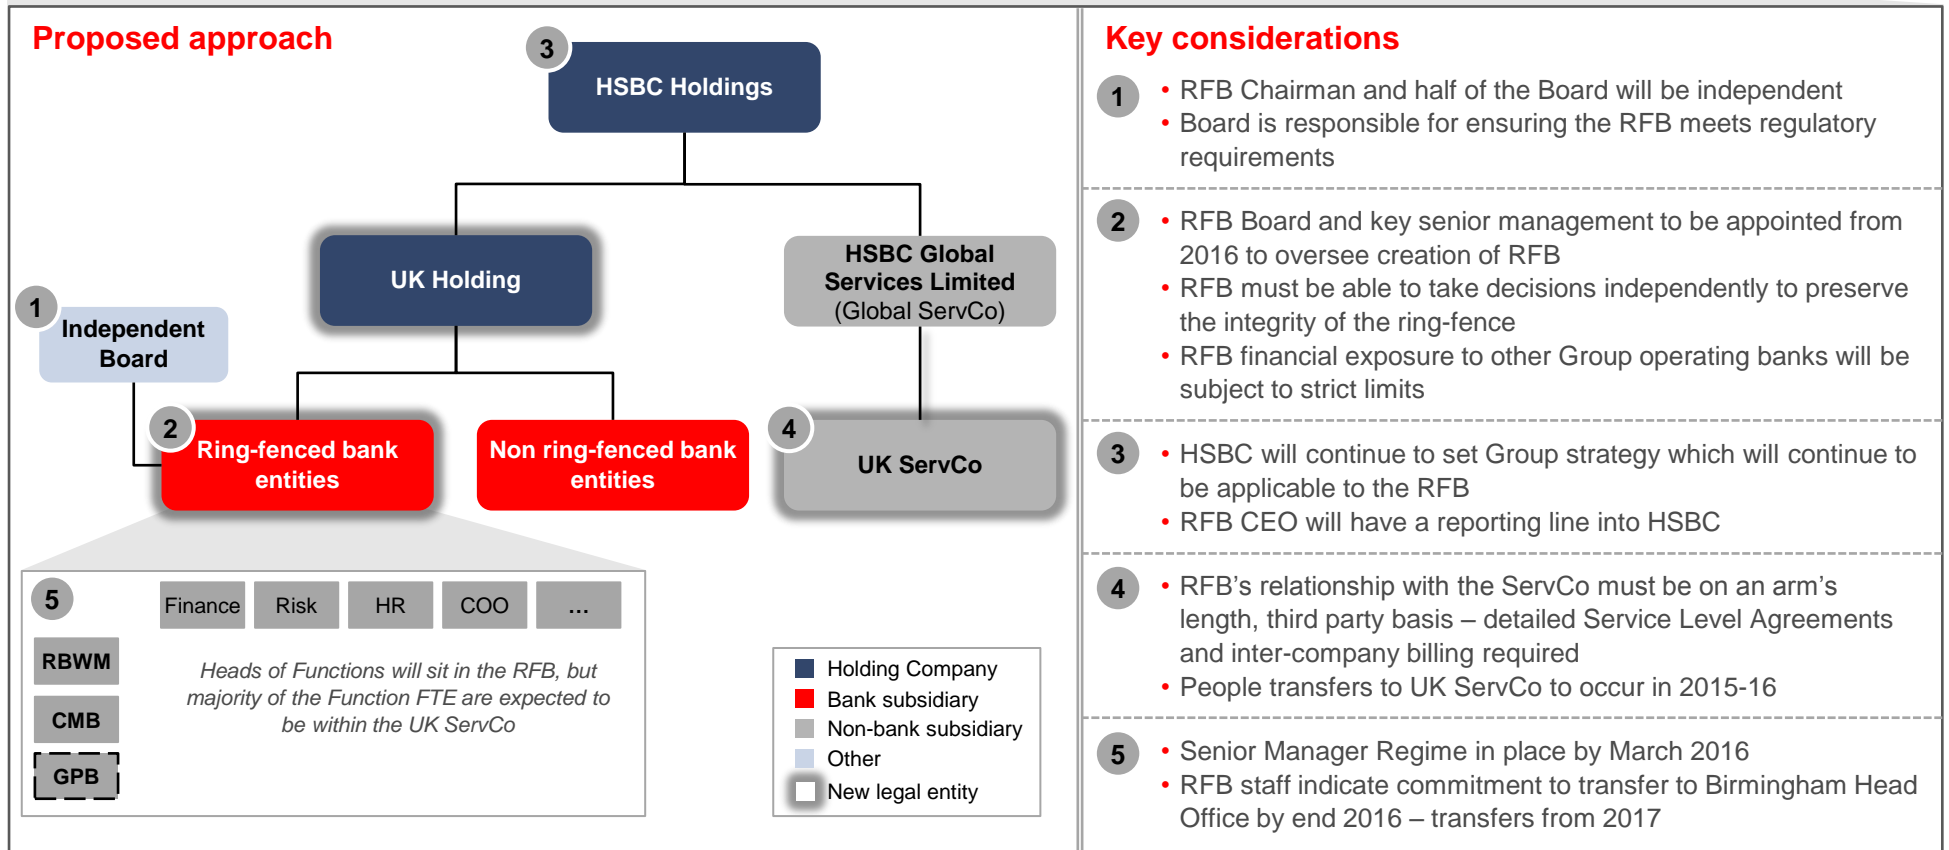 Proposed approach
3
HSBC Holdings
UK Holding
HSBC Global
Services Limited
(Global ServCo)
1
Independent
Board
2
Ring-fenced bank
entities
Non ring-fenced bank
entities
4
UK ServCo
5
Finance
Risk
HR
COO
...
RBWM
CMB
GPB
Heads of Functions will sit in the RFB, but
majority of the Function FTE are expected to
be within the UK ServCo
Holding Company
Bank subsidiary
Non-bank subsidiary
Other
New legal entity
Key considerations
1
• RFB Chairman and half of the Board will be independent
• Board is responsible for ensuring the RFB meets regulatory
requirements
2
• RFB Board and key senior management to be appointed from
2016 to oversee creation of RFB
• RFB must be able to take decisions independently to preserve
the integrity of the ring-fence
• RFB financial exposure to other Group operating banks will be
subject to strict limits
3
• HSBC will continue to set Group strategy which will continue to
be applicable to the RFB
• RFB CEO will have a reporting line into HSBC
4
• RFB’s relationship with the ServCo must be on an arm’s
length, third party basis – detailed Service Level Agreements
and inter-company billing required
• People transfers to UK ServCo to occur in 2015-16
5
• Senior Manager Regime in place by March 2016
• RFB staff indicate commitment to transfer to Birmingham Head
Office by end 2016 – transfers from 2017